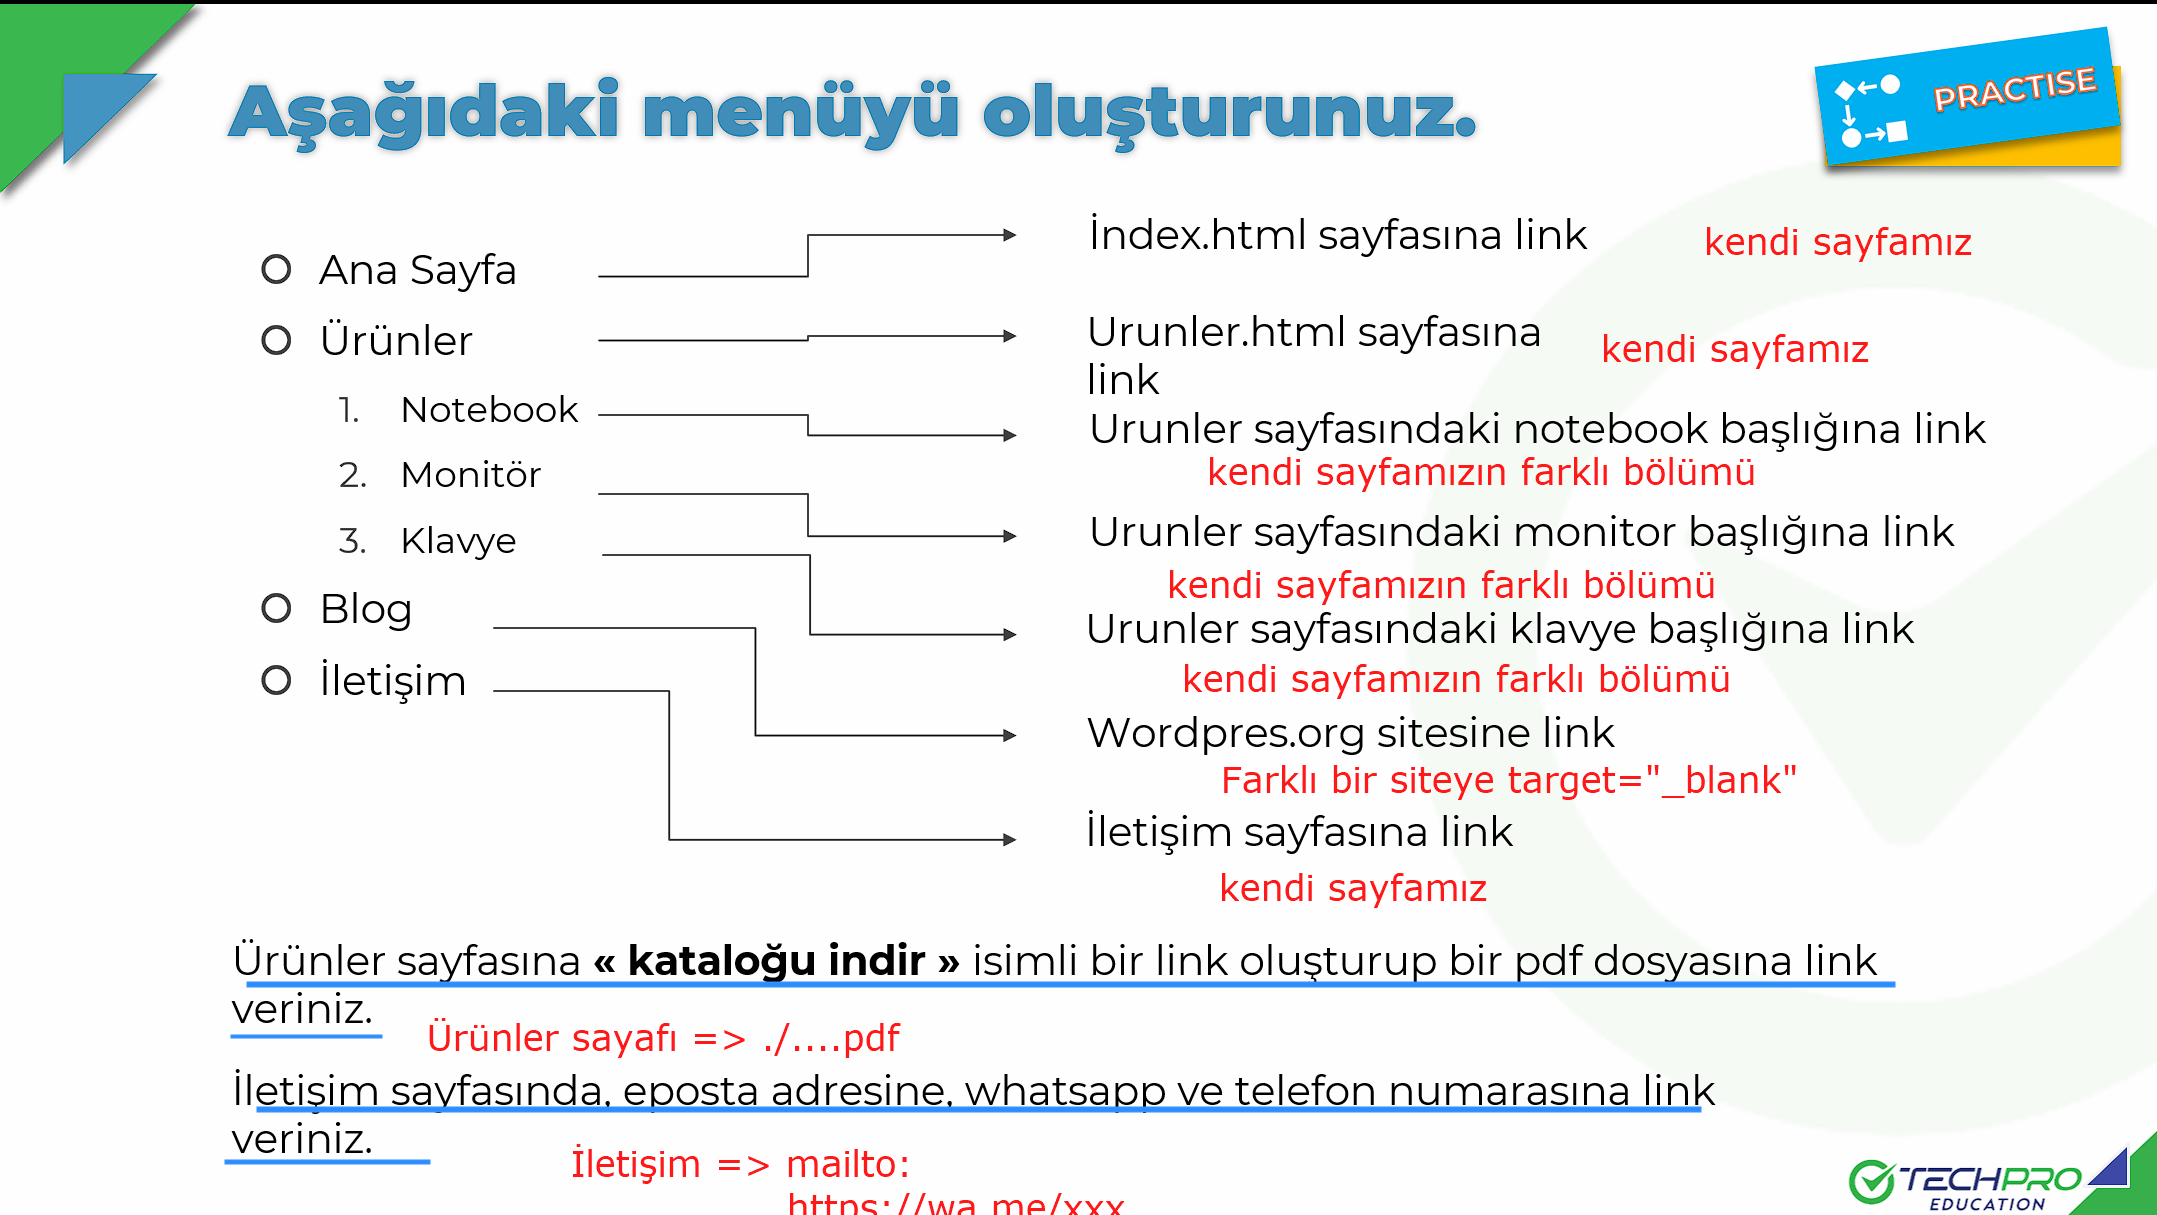 Aşağıdaki menüyü oluşturunuz.
PRACTISE
Ana Sayfa
İndex.html sayfasına link
kendi sayfamız
Ürünler
Urunler.html sayfasına
link
kendi sayfamız
1. Notebook
Urunler sayfasındaki notebook başlığına link
kendi sayfamızın farklı bölümü
2. Monitör
Urunler sayfasındaki monitor başlığına link
kendi sayfamızın farklı bölümü
3. Klavye
Urunler sayfasındaki klavye başlığına link
kendi sayfamızın farklı bölümü
Blog
Wordpres.org sitesine link
Farklı bir siteye target="_blank"
İletişim
İletişim sayfasına link
kendi sayfamız
Ürünler sayfasına « kataloğu indir » isimli bir link oluşturup bir pdf dosyasına link
veriniz.
Ürünler sayafı => ./....pdf
İletişim sayfasında, eposta adresine, whatsapp ve telefon numarasına link
veriniz.
İletişim => mailto:
https://wa.me/xxx
TECHPRO
EDUCATION